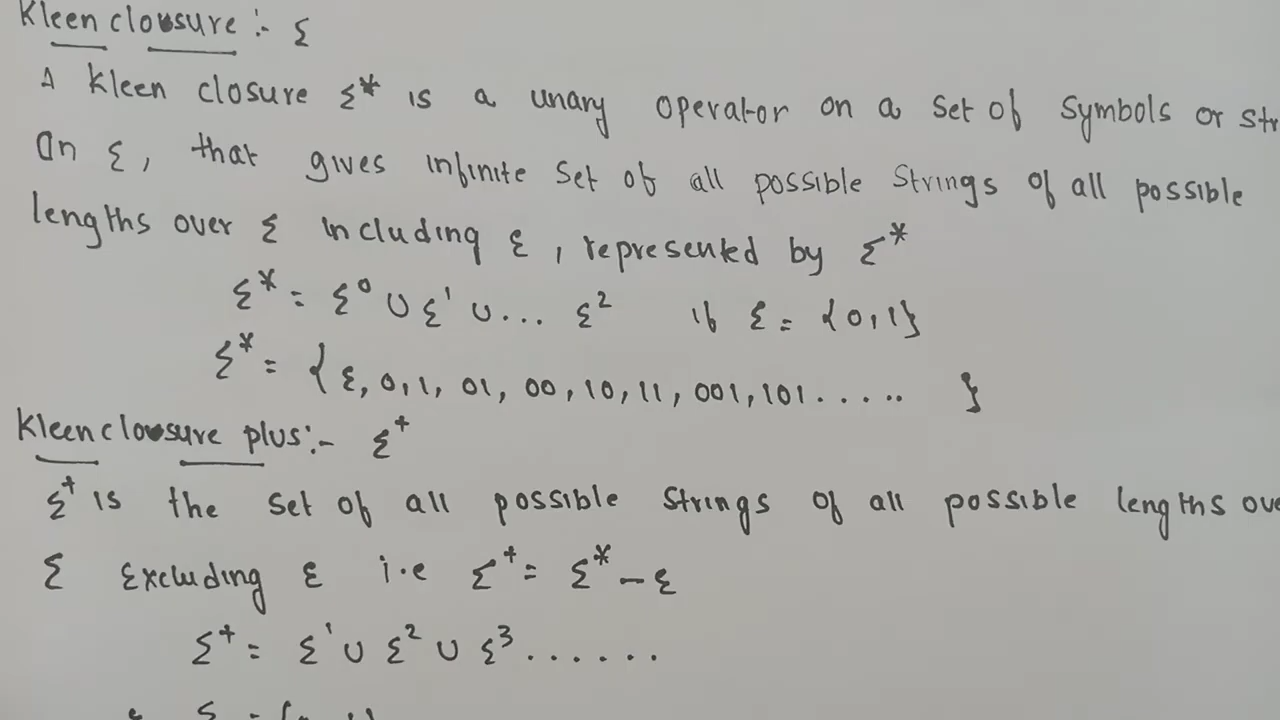 Kleen clousure :- Σ
A kleen closure Σ* is a unary operator on a set of symbols or str
on Σ, that gives infinite set of all possible strings of all possible
lengths over Σ including ε, represented by Σ*
Σ* = Σ⁰ ∪ Σ¹ ∪ ... Σ² if Σ = {0,1}
Σ* = {ε, 0, 1, 01, 00, 10, 11, 001, 101 ..... }
Kleen clousure plus :- Σ⁺
Σ⁺ is the set of all possible strings of all possible lengths ove
Σ Excluding ε i.e Σ⁺ = Σ* - ε
Σ⁺ = Σ¹ ∪ Σ² ∪ Σ³ ......